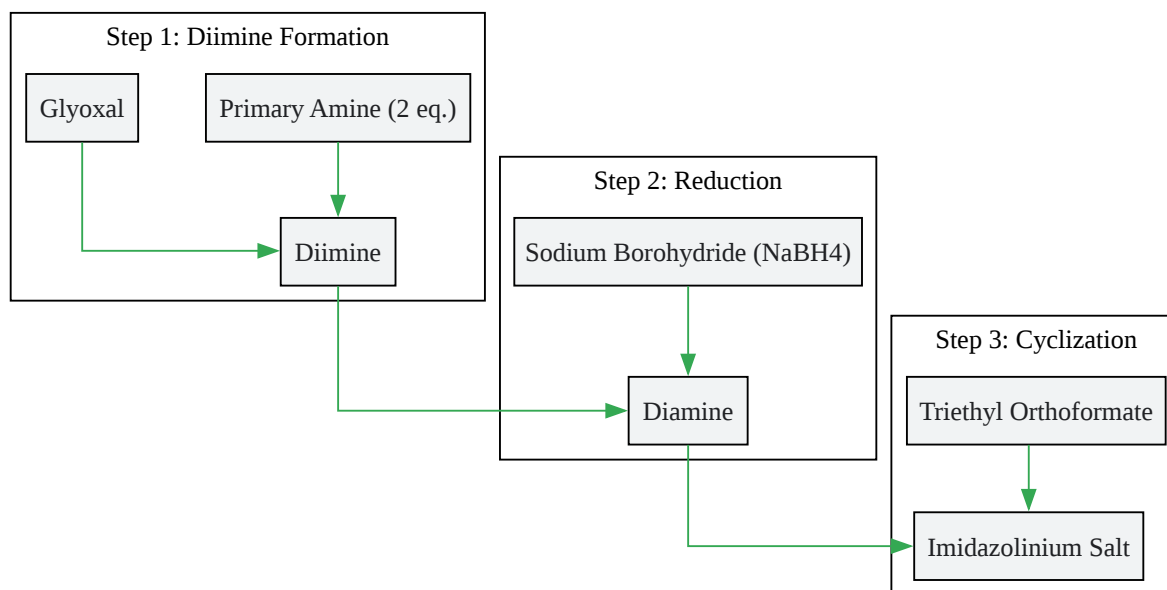 Step 1: Diimine Formation
Glyoxal
Primary Amine (2 eq.)
Diimine
Step 2: Reduction
Sodium Borohydride (NaBH4)
Diamine
Step 3: Cyclization
Triethyl Orthoformate
Imidazolinium Salt